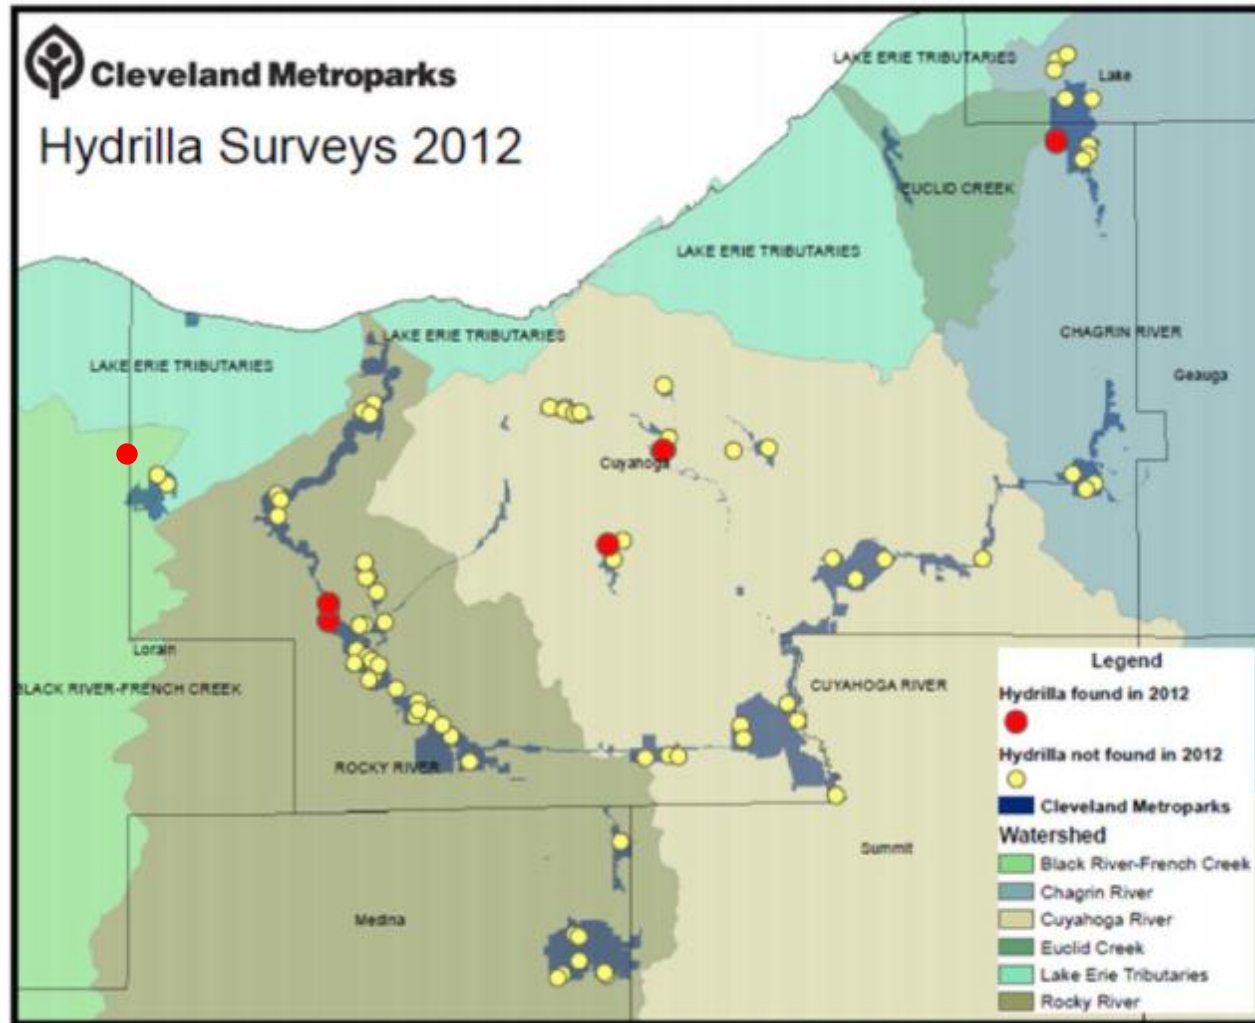 Cleveland Metroparks
Hydrilla Surveys 2012
LAKE ERIE TRIBUTARIES
Lake
EUCLID CREEK
LAKE ERIE TRIBUTARIES
LAKE ERIE TRIBUTARIES
CHAGRIN RIVER
LAKE ERIE TRIBUTARIES
Geauga
Cuyahoga
Lorain
BLACK RIVER-FRENCH CREEK
CUYAHOGA RIVER
ROCKY RIVER
Summit
Medina
Legend
Hydrilla found in 2012
Hydrilla not found in 2012
Cleveland Metroparks
Watershed
Black River-French Creek
Chagrin River
Cuyahoga River
Euclid Creek
Lake Erie Tributaries
Rocky River